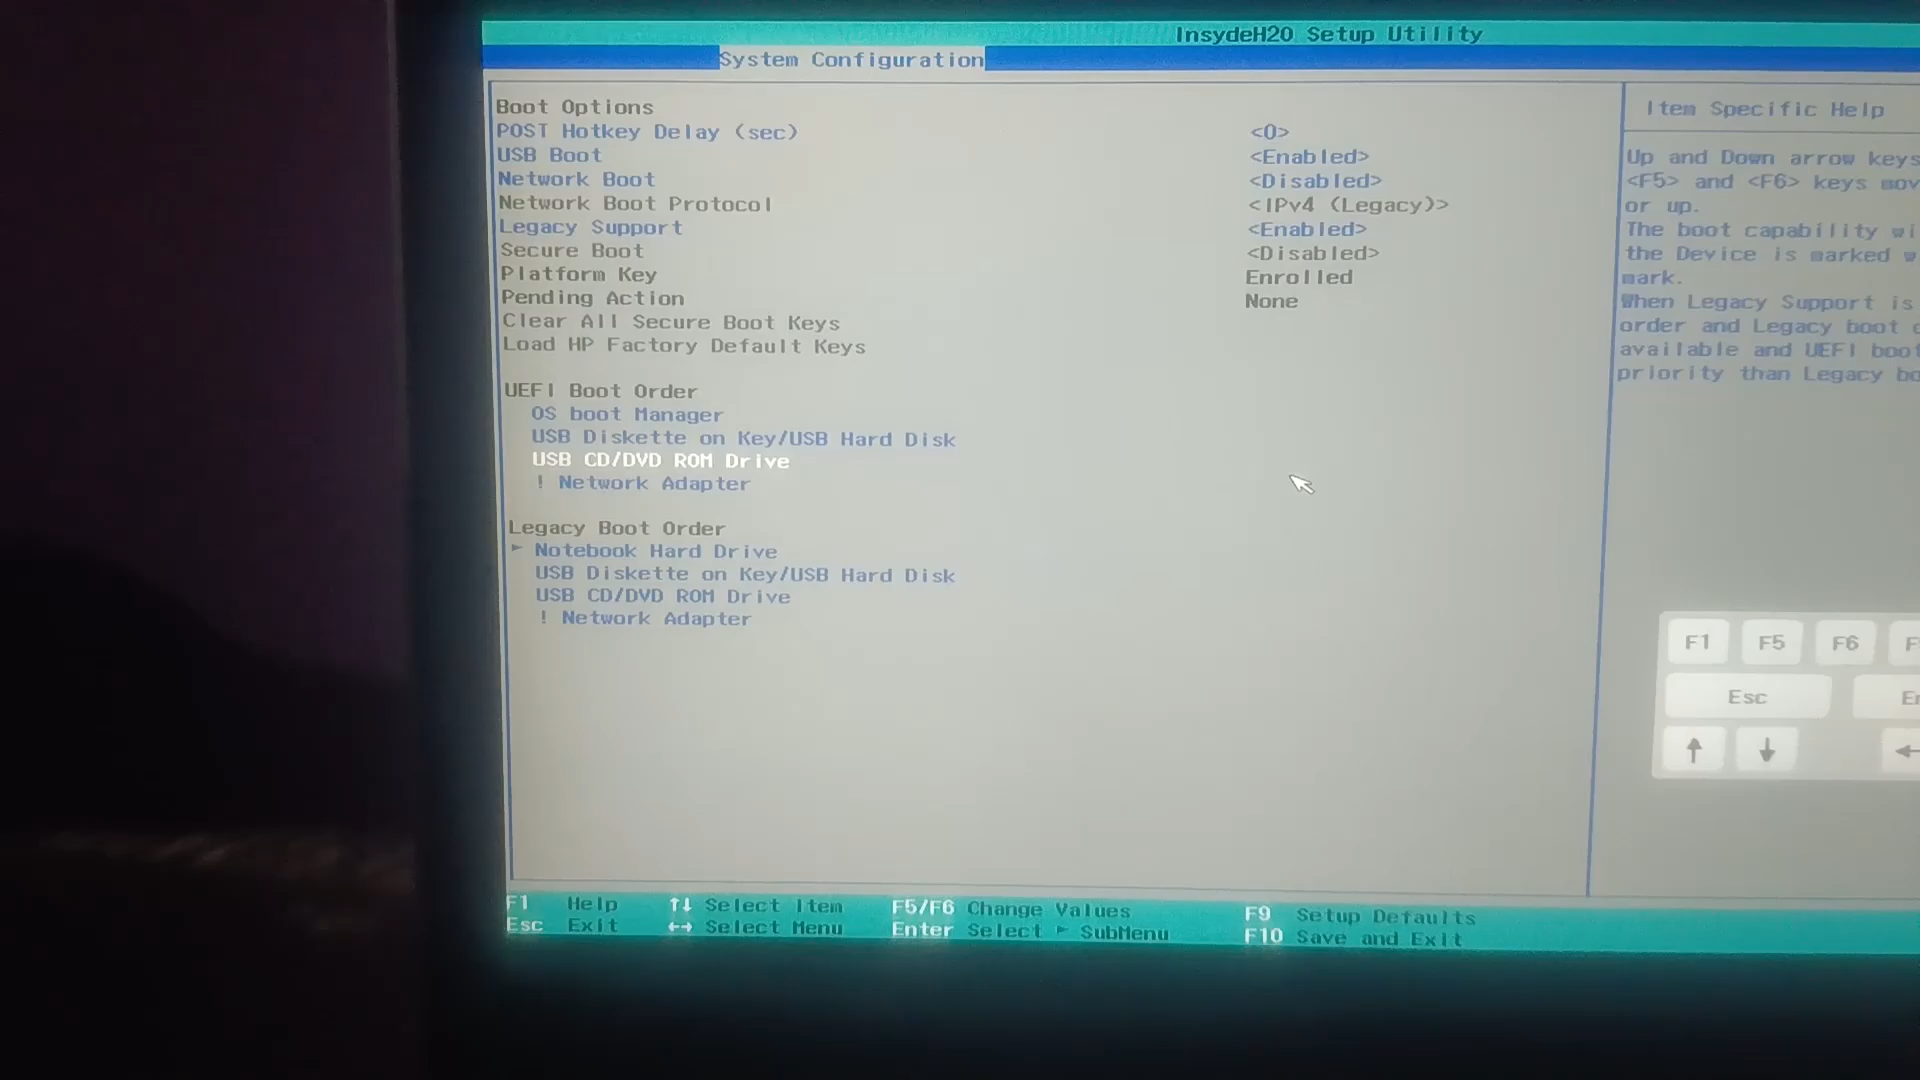 InsydeH2O Setup Utility
System Configuration
Boot Options
POST Hotkey Delay (sec) <0>
USB Boot <Enabled>
Network Boot <Disabled>
Network Boot Protocol <IPv4 (Legacy)>
Legacy Support <Enabled>
Secure Boot <Disabled>
Platform Key Enrolled
Pending Action None
Clear All Secure Boot Keys
Load HP Factory Default Keys
UEFI Boot Order
OS boot Manager
USB Diskette on Key/USB Hard Disk
USB CD/DVD ROM Drive
! Network Adapter
Legacy Boot Order
► Notebook Hard Drive
USB Diskette on Key/USB Hard Disk
USB CD/DVD ROM Drive
! Network Adapter
Item Specific Help
Up and Down arrow keys
<F5> and <F6> keys
or up.
The boot capability
the Device is marked
mark.
When Legacy Support is
order and Legacy boot
available and UEFI
priority than Legacy
F1 F5 F6
Esc
↑ ↓ ←
F1 Help ↑↓ Select Item F5/F6 Change Values F9 Setup Defaults
Esc Exit ↔ Select Menu Enter Select ► SubMenu F10 Save and Exit